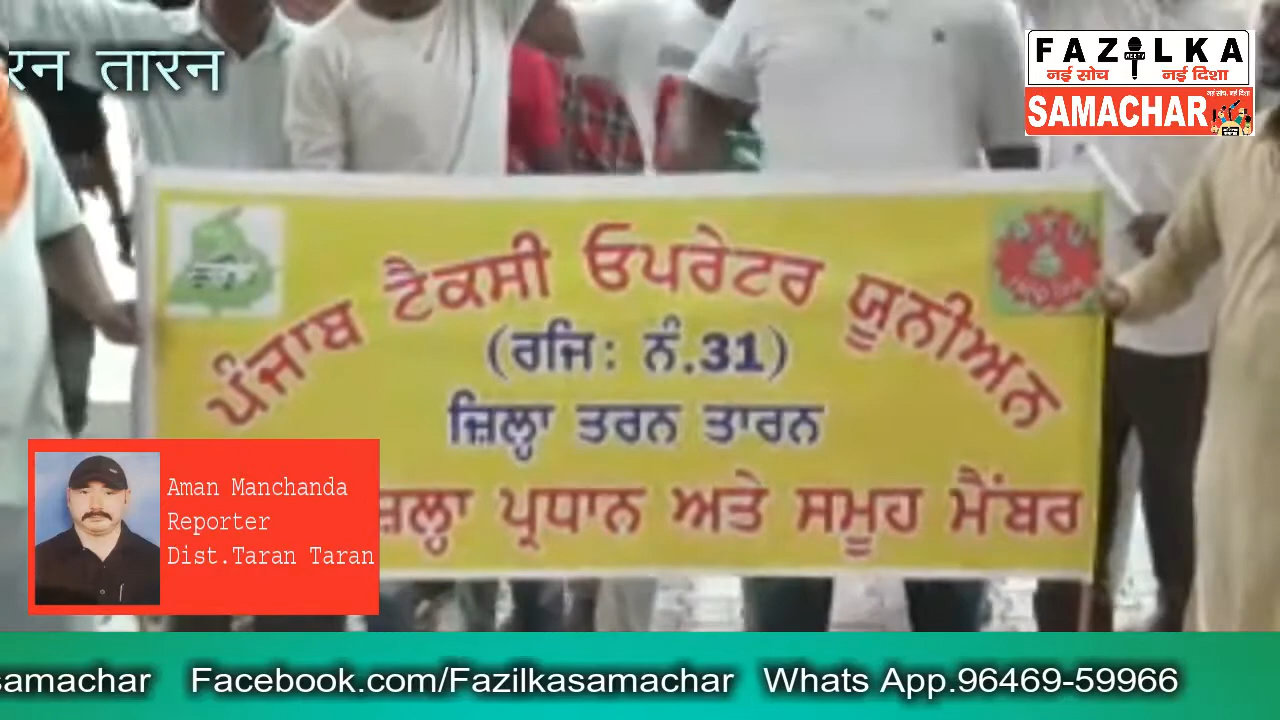 रन तारन
FAZILKA
नई सोच नई दिशा
SAMACHAR
ਪੰਜਾਬ ਟੈਕਸੀ ਓਪਰੇਟਰ ਯੂਨੀਅਨ
(ਰਜਿ: ਨੰ.31)
ਜ਼ਿਲ੍ਹਾ ਤਰਨ ਤਾਰਨ
ਜ਼ਿਲ੍ਹਾ ਪ੍ਰਧਾਨ ਅਤੇ ਸਮੂਹ ਮੈਂਬਰ
Aman Manchanda
Reporter
Dist.Taran Taran
samachar Facebook.com/Fazilkasamachar Whats App.96469-59966